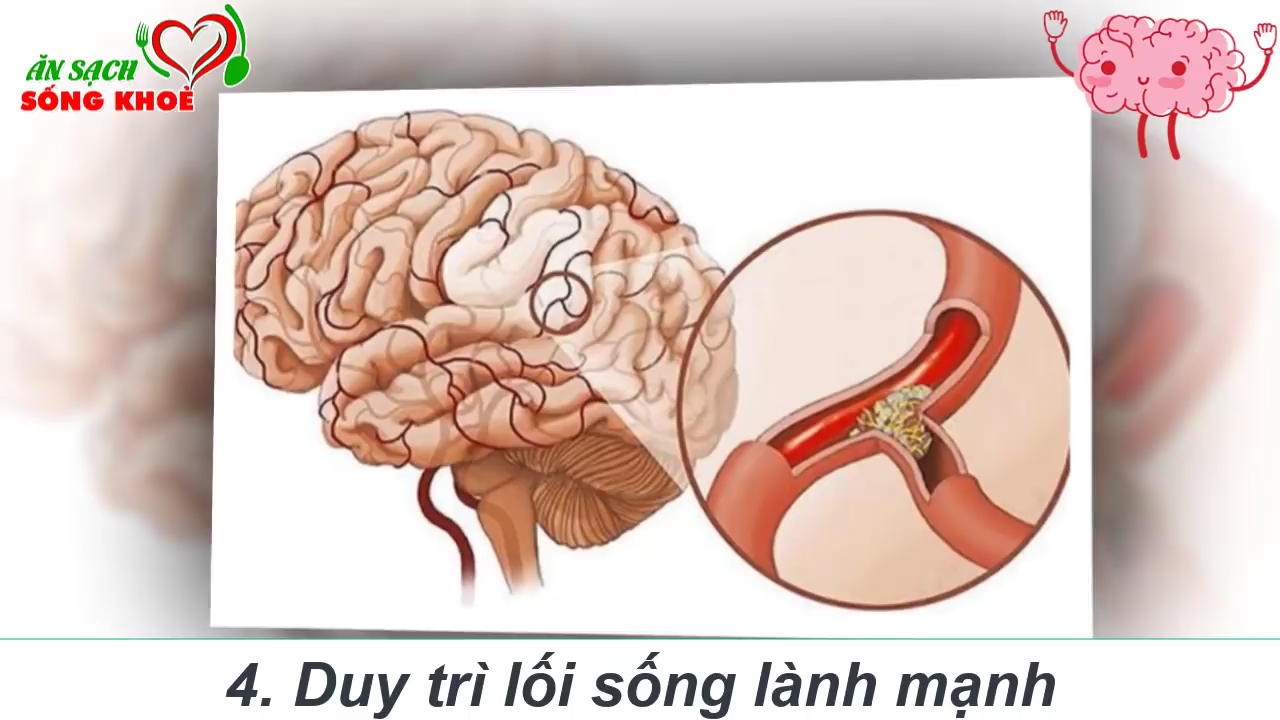 ĂN SẠCH
SỐNG KHOẺ
4. Duy trì lối sống lành mạnh